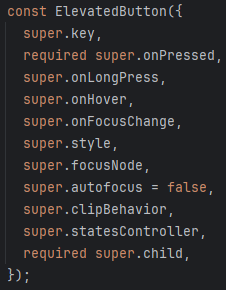 const ElevatedButton({
  super.key,
  required super.onPressed,
  super.onLongPress,
  super.onHover,
  super.onFocusChange,
  super.style,
  super.focusNode,
  super.autofocus = false,
  super.clipBehavior,
  super.statesController,
  required super.child,
});